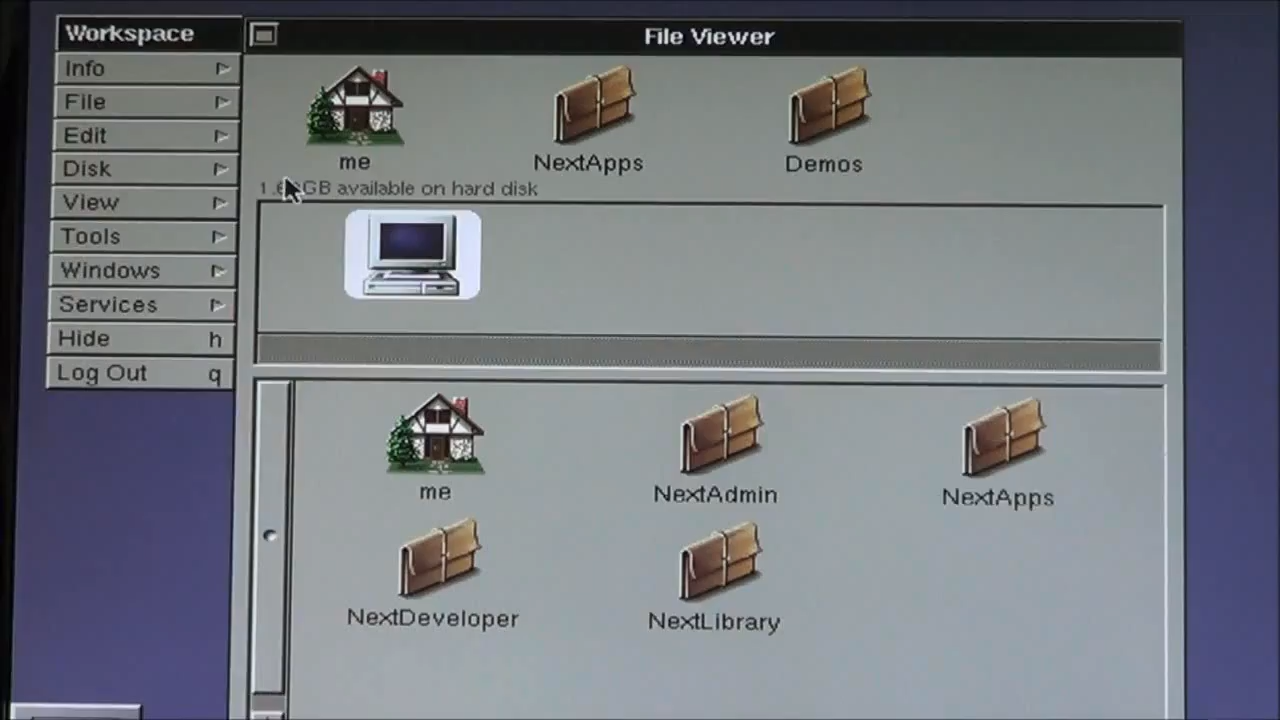 Workspace
Info
File
Edit
Disk
View
Tools
Windows
Services
Hide h
Log Out q
File Viewer
me NextApps Demos
available on hard disk
me NextAdmin NextApps
NextDeveloper NextLibrary